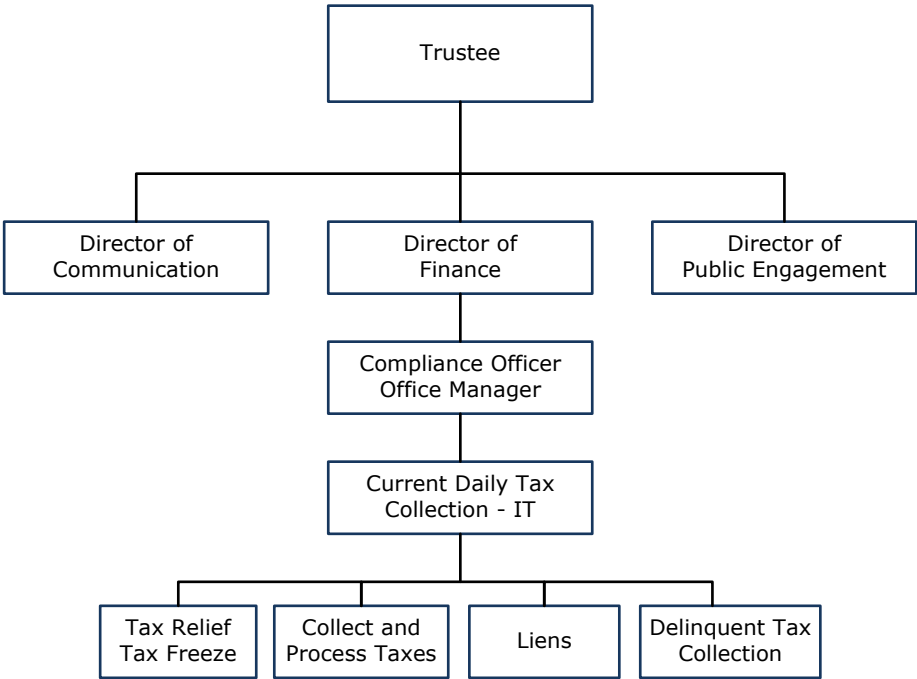 Trustee
Director of
Communication
Director of
Finance
Director of
Public Engagement
Compliance Officer
Office Manager
Current Daily Tax
Collection - IT
Tax Relief
Tax Freeze
Collect and
Process Taxes
Liens
Delinquent Tax
Collection